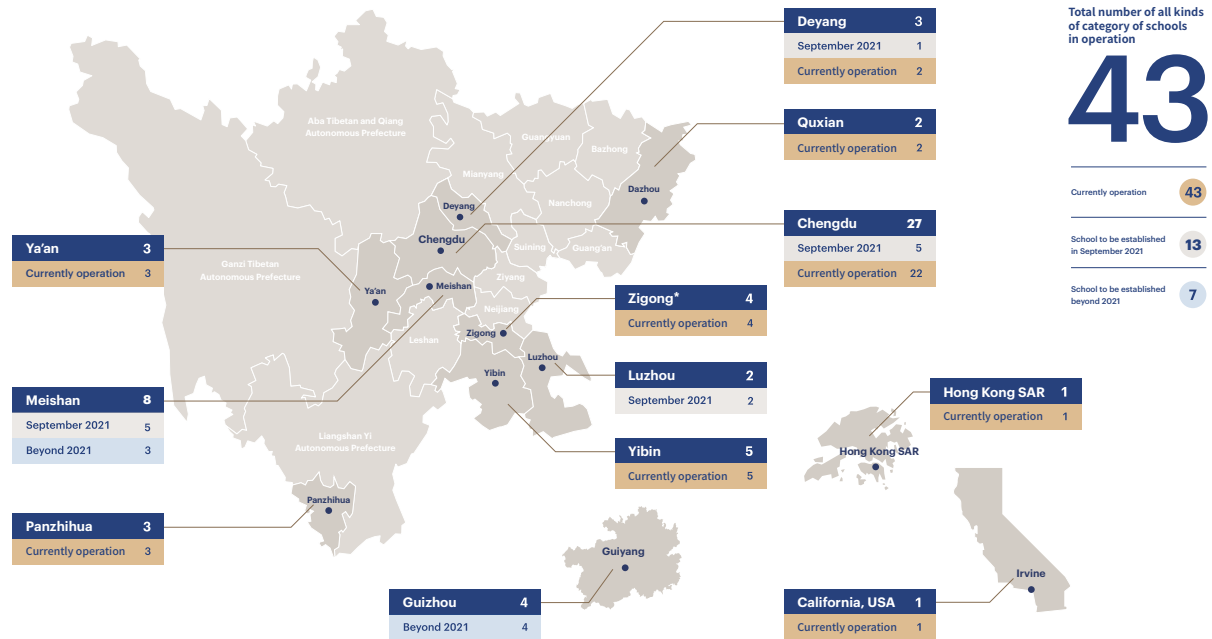 Total number of all kinds
of category of schools
in operation
43
Currently operation 43
School to be established
in September 2021
13
School to be established
beyond 2021
7
Deyang 3
September 2021 1
Currently operation 2
Quxian 2
Currently operation 2
Chengdu 27
September 2021 5
Currently operation 22
Ya'an 3
Currently operation 3
Zigong* 4
Currently operation 4
Luzhou 2
September 2021 2
Meishan 8
September 2021 5
Beyond 2021 3
Yibin 5
Currently operation 5
Hong Kong SAR 1
Currently operation 1
Panzhihua 3
Currently operation 3
Guizhou 4
Beyond 2021 4
California, USA 1
Currently operation 1
Aba Tibetan and Qiang
Autonomous Prefecture
Guangyuan
Bazhong
Mianyang
Dazhou
Deyang
Nanchong
Chengdu
Suining
Guang'an
Ganzi Tibetan
Autonomous Prefecture
Ziyang
Ya'an
Meishan
Neijiang
Zigong
Leshan
Luzhou
Yibin
Liangshan Yi
Autonomous Prefecture
Panzhihua
Hong Kong SAR
Guiyang
Irvine